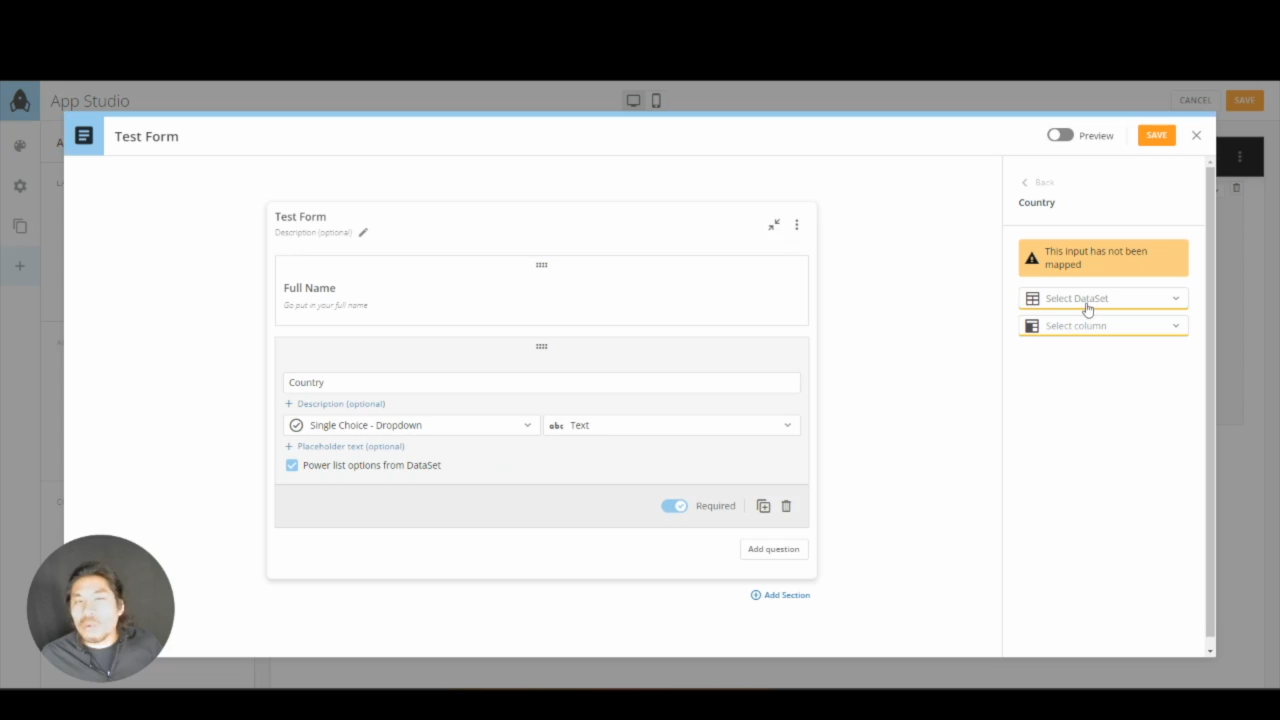 App Studio
CANCEL
SAVE
Test Form
Preview
SAVE
Back
Country
This input has not been
mapped
Select DataSet
Select column
Test Form
Description (optional)
Full Name
Go put in your full name
Country
+ Description (optional)
Single Choice - Dropdown
abc Text
+ Placeholder text (optional)
Power list options from DataSet
Required
Add question
Add Section